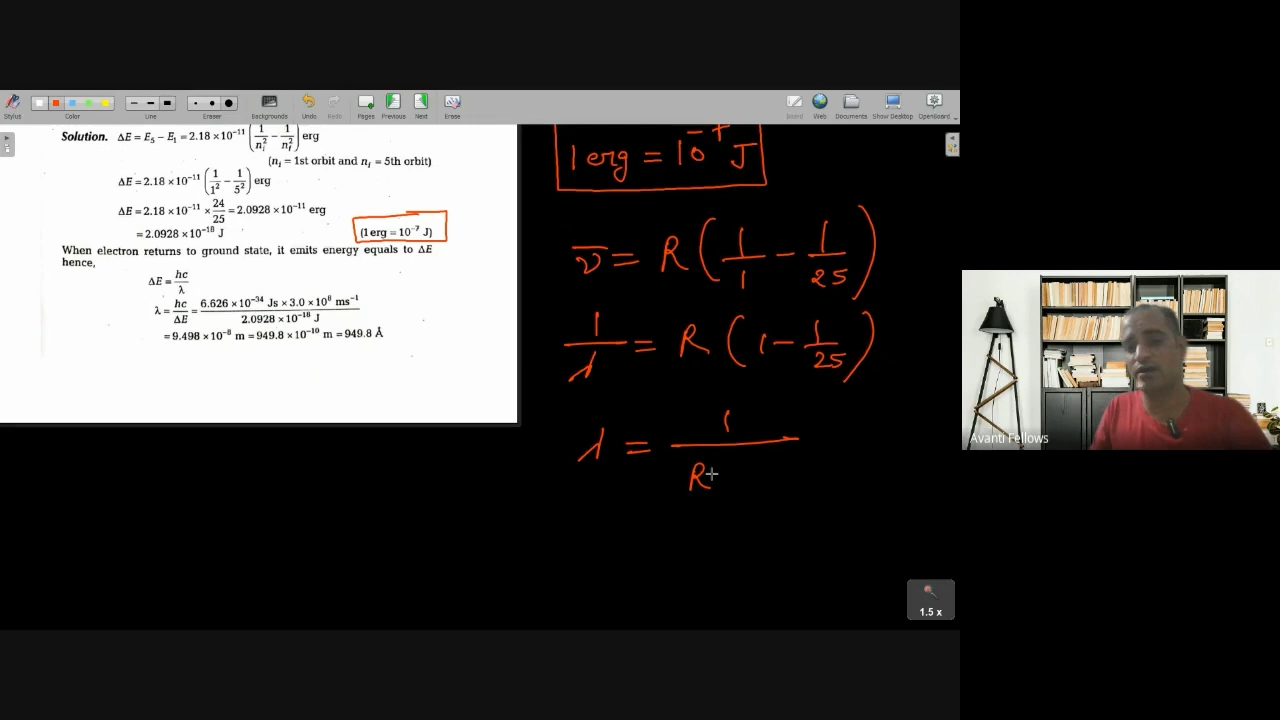 Stylus
Color
Line
Eraser
Backgrounds
Undo
Redo
Pages
Previous
Next
Erase
Board
Web
Documents
Show Desktop
OpenBoard
Solution. ΔE = E₅ − E₁ = 2.18 × 10⁻¹¹ (1/n₁² − 1/n_f²) erg
(n_i = 1st orbit and n_f = 5th orbit)
ΔE = 2.18 × 10⁻¹¹ (1/1² − 1/5²) erg
ΔE = 2.18 × 10⁻¹¹ × 24/25 = 2.0928 × 10⁻¹¹ erg
= 2.0928 × 10⁻¹⁸ J (1 erg = 10⁻⁷ J)
When electron returns to ground state, it emits energy equals to ΔE
hence,
ΔE = hc/λ
λ = hc/ΔE = 6.626 × 10⁻³⁴ Js × 3.0 × 10⁸ ms⁻¹ / 2.0928 × 10⁻¹⁸ J
= 9.498 × 10⁻⁸ m = 949.8 × 10⁻¹⁰ m = 949.8 Å
1 erg = 10⁻⁷ J
ν̄ = R (1/1 − 1/25)
1/λ = R (1 − 1/25)
λ = 1/R
Avanti Fellows
1.5 x